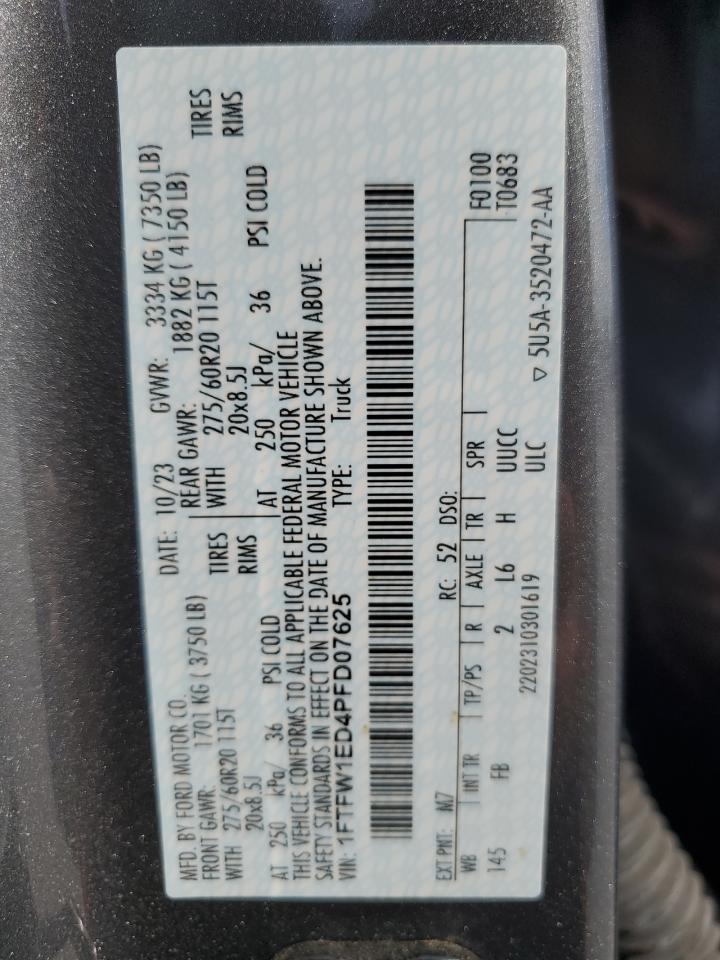 MFD. BY FORD MOTOR CO.
DATE: 10/23 GVWR: 3334 KG ( 7350 LB)
FRONT GAWR: 1701 KG ( 3750 LB) REAR GAWR: 1882 KG ( 4150 LB)
WITH 275/60R20 115T TIRES WITH 275/60R20 115T TIRES
20x8.5J RIMS 20x8.5J RIMS
AT 250 kPa/ 36 PSI COLD AT 250 kPa/ 36 PSI COLD
THIS VEHICLE CONFORMS TO ALL APPLICABLE FEDERAL MOTOR VEHICLE
SAFETY STANDARDS IN EFFECT ON THE DATE OF MANUFACTURE SHOWN ABOVE.
VIN: 1FTFW1ED4PFD07625 TYPE: Truck
EXT PNT: M7 RC: 52 DSO: F0100
WB INT TR TP/PS R AXLE TR SPR T0683
145 FB 2 L6 H UUCC
2202310301619 ULC ▽ 5U5A-3520472-AA